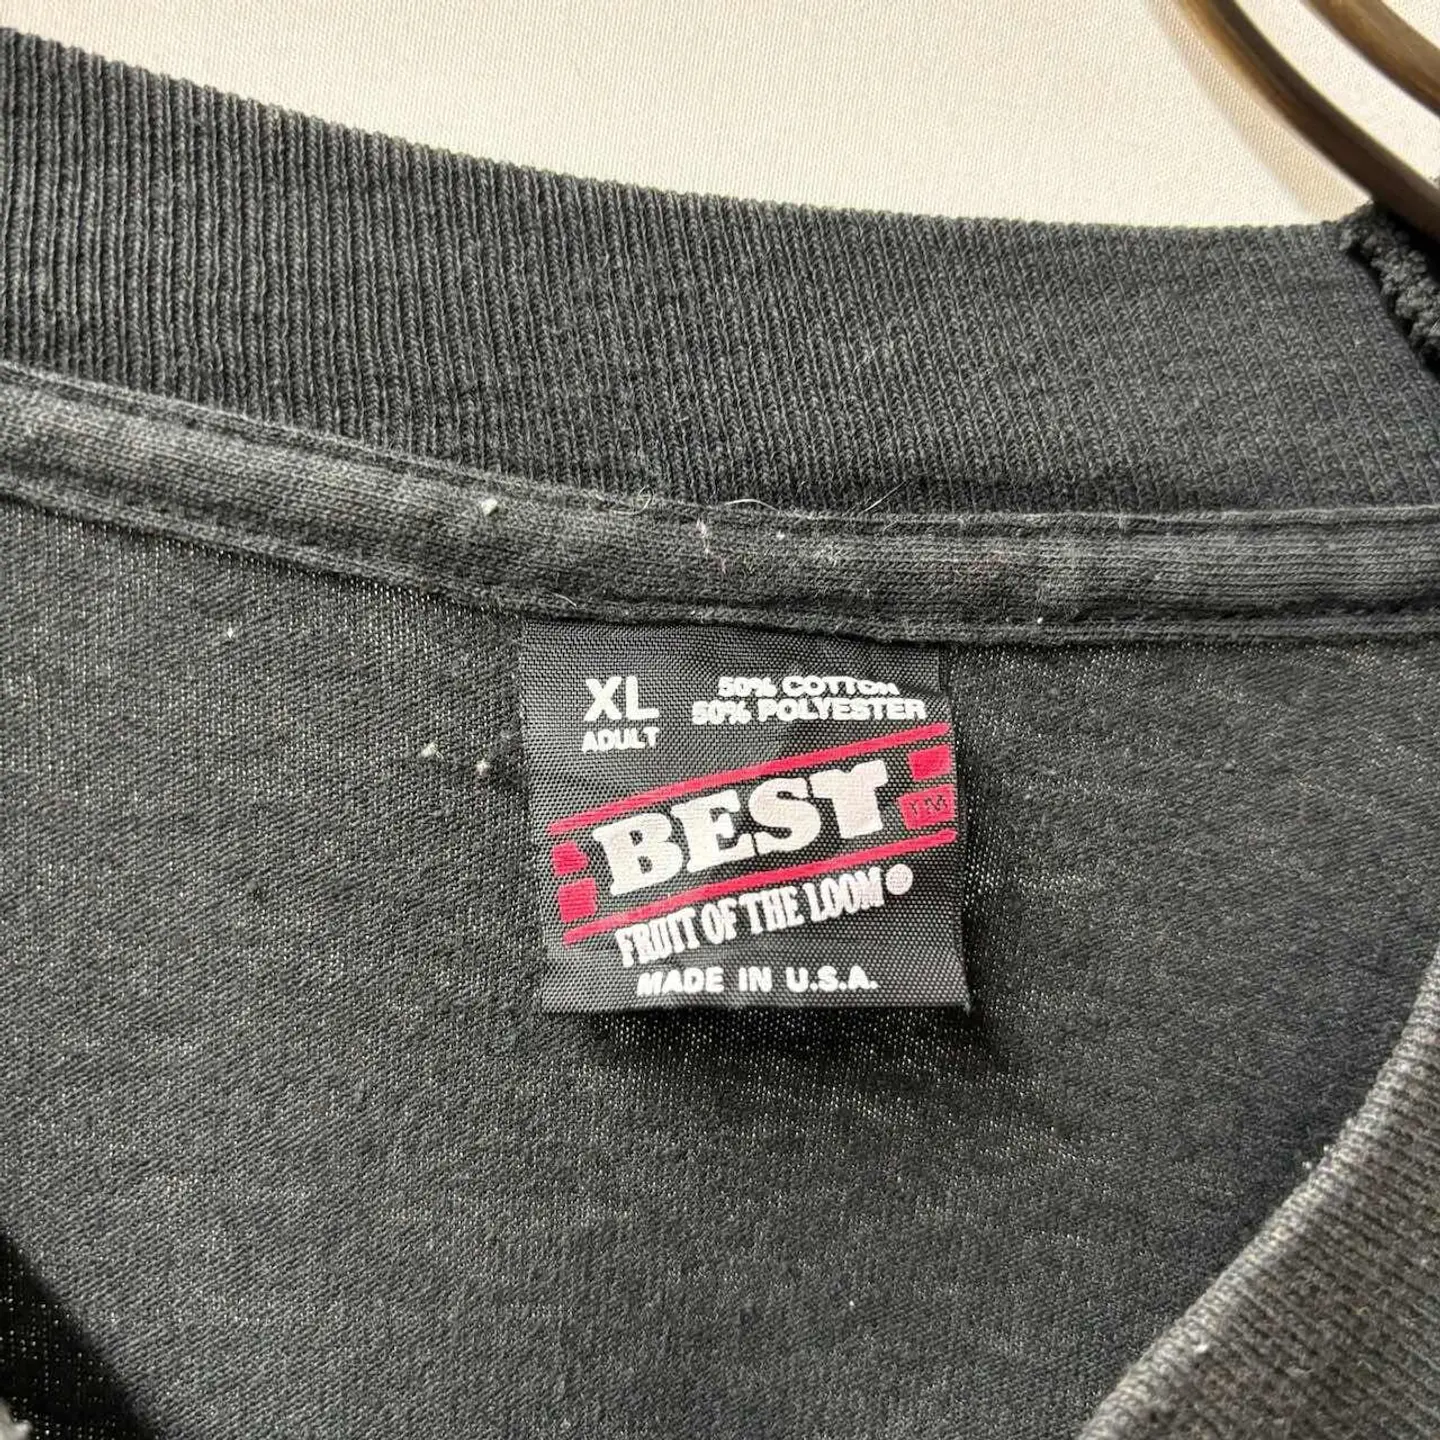 XL
ADULT
50% COTTON
50% POLYESTER
BEST
TM
FRUIT OF THE LOOM
MADE IN U.S.A.